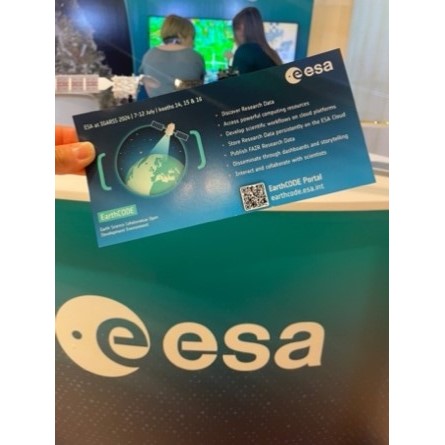 esa
ESA at IGARSS 2024 | 7-12 July | booths 14, 15 & 16
• Discover Research Data
• Access powerful computing resources
• Develop scientific workflows on cloud platforms
• Store Research Data persistently on the ESA Cloud
• Publish FAIR Research Data
• Disseminate through dashboards and storytelling
• Interact and collaborate with scientists
EarthCODE
Earth Science Collaborative Open
Development Environment
EarthCODE Portal
earthcode.esa.int
esa